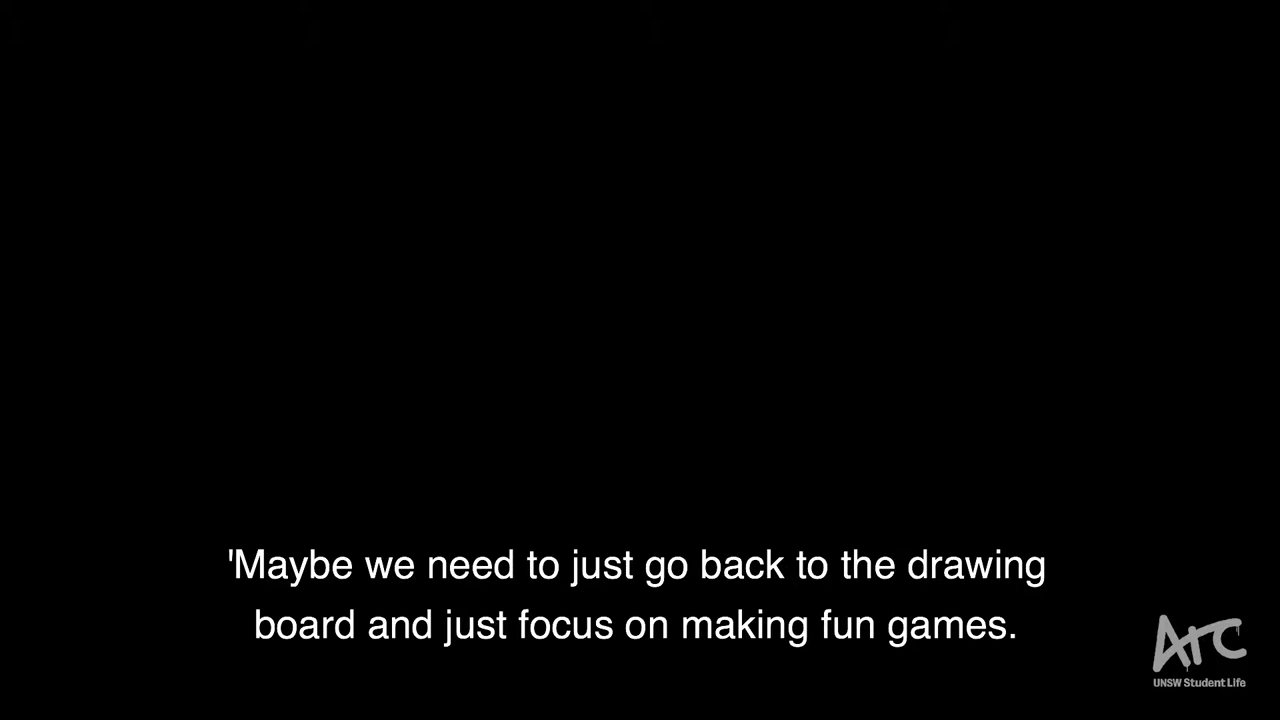 'Maybe we need to just go back to the drawing
board and just focus on making fun games.
Arc
UNSW Student Life